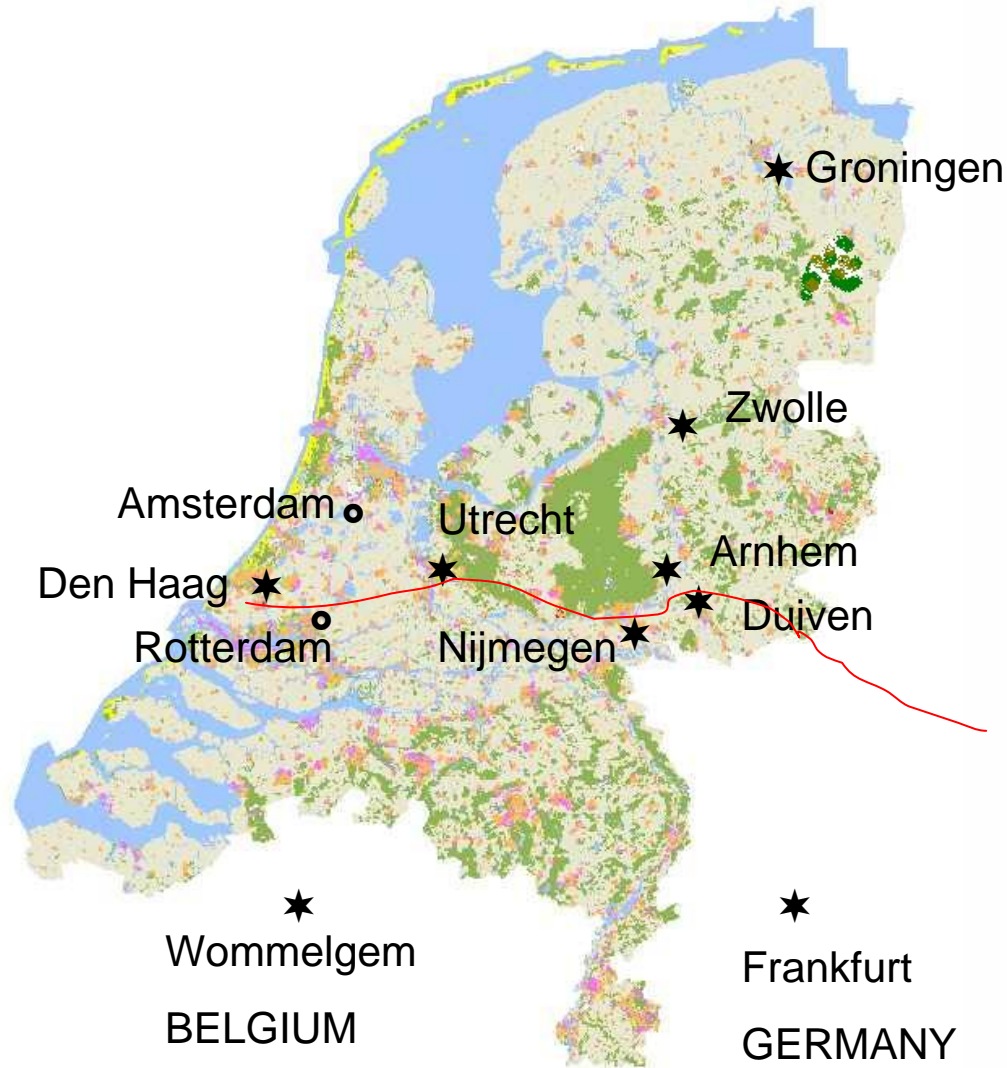 Groningen
Zwolle
Amsterdam
Utrecht
Arnhem
Den Haag
Duiven
Rotterdam
Nijmegen
Wommelgem
Frankfurt
BELGIUM
GERMANY